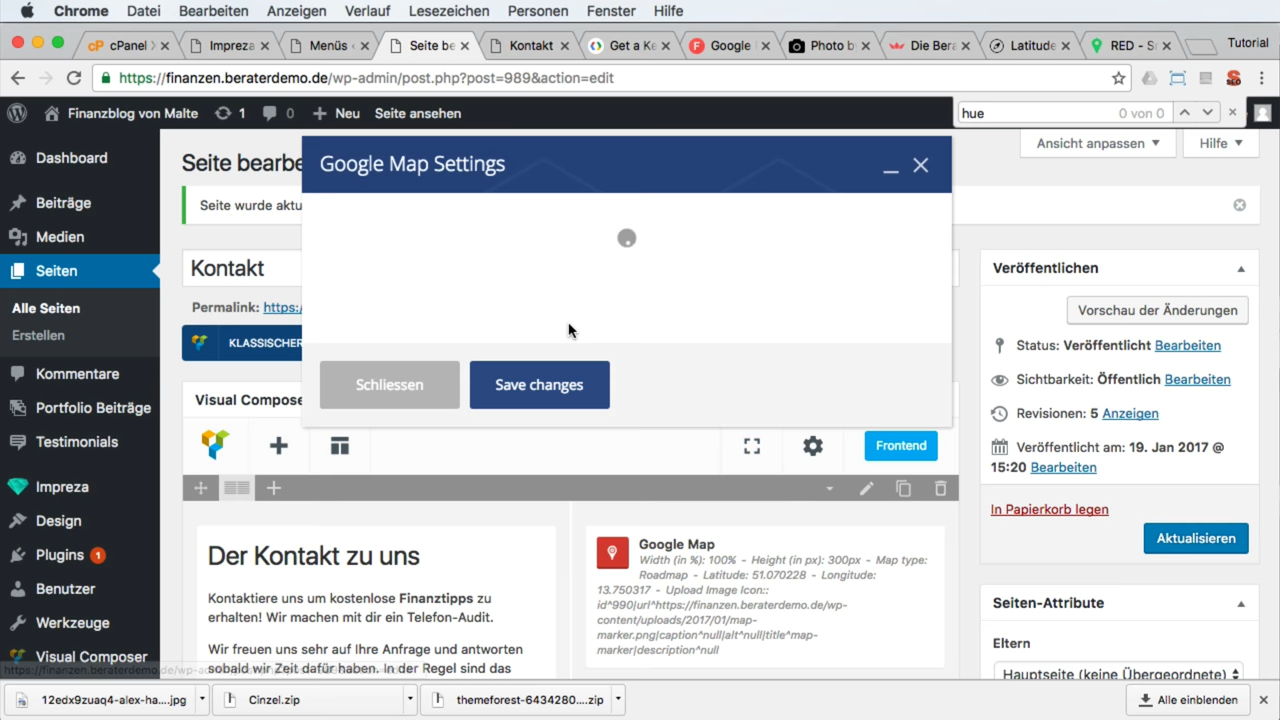 Chrome Datei Bearbeiten Anzeigen Verlauf Lesezeichen Personen Fenster Hilfe
cPanel X Impreza Menüs Seite be Kontakt Get a Ke Google Photo b Die Bera Latitude RED - S Tutorial
https://finanzen.beraterdemo.de/wp-admin/post.php?post=989&action=edit
Finanzblog von Malte 1 0 Neu Seite ansehen
hue 0 von 0
Dashboard
Beiträge
Medien
Seiten
Alle Seiten
Erstellen
Kommentare
Portfolio Beiträge
Testimonials
Impreza
Design
Plugins 1
Benutzer
Werkzeuge
Visual Composer
Ansicht anpassen Hilfe
Seite bearbe
Seite wurde aktu
Kontakt
Permalink: https:/
KLASSISCHER
Visual Compose
Google Map Settings
Schliessen Save changes
Frontend
Der Kontakt zu uns
Kontaktiere uns um kostenlose Finanztipps zu
erhalten! Wir machen mit dir ein Telefon-Audit.
Wir freuen uns sehr auf Ihre Anfrage und antworten
sobald wir Zeit dafür haben. In der Regel sind das
Google Map
Width (in %): 100% - Height (in px): 300px - Map type:
Roadmap - Latitude: 51.070228 - Longitude:
13.750317 - Upload Image Icon::
id^990|url^https://finanzen.beraterdemo.de/wp-
content/uploads/2017/01/map-
marker.png|caption^null|alt^null|title^map-
marker|description^null
Veröffentlichen
Vorschau der Änderungen
Status: Veröffentlicht Bearbeiten
Sichtbarkeit: Öffentlich Bearbeiten
Revisionen: 5 Anzeigen
Veröffentlicht am: 19. Jan 2017 @
15:20 Bearbeiten
In Papierkorb legen
Aktualisieren
Seiten-Attribute
Eltern
Hauptseite (keine Übergeordnete)
12edx9zuaq4-alex-ha....jpg Cinzel.zip themeforest-6434280....zip Alle einblenden